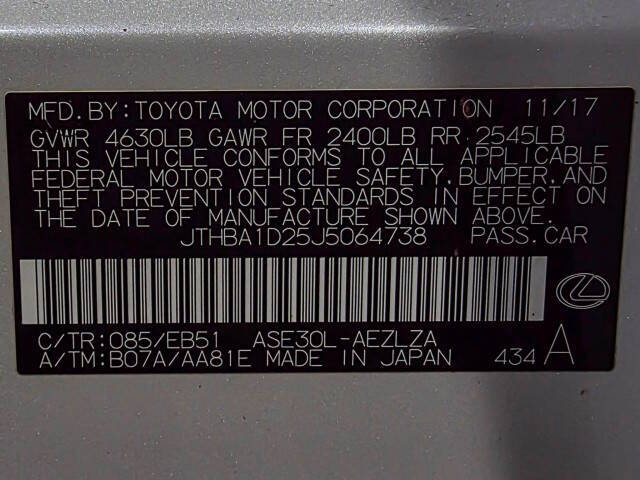 MFD. BY: TOYOTA MOTOR CORPORATION 11/17
GVWR 4630LB GAWR FR 2400LB RR 2545LB
THIS VEHICLE CONFORMS TO ALL APPLICABLE
FEDERAL MOTOR VEHICLE SAFETY, BUMPER, AND
THEFT PREVENTION STANDARDS IN EFFECT ON
THE DATE OF MANUFACTURE SHOWN ABOVE.
JTHBA1D25J5064738 PASS. CAR
C/TR: 085/EB51 ASE30L-AEZLZA
A/TM: B07A/AA81E MADE IN JAPAN 434 A